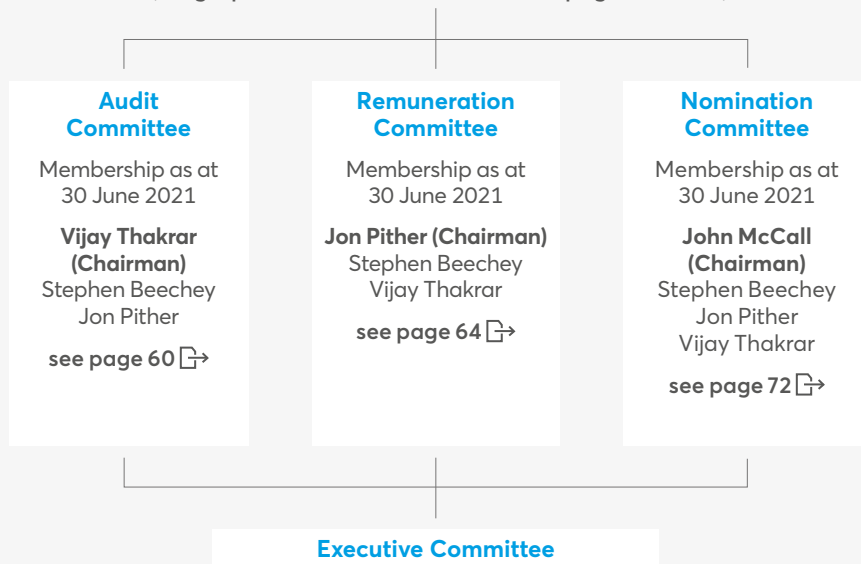 Audit
Committee
Membership as at
30 June 2021
Vijay Thakrar
(Chairman)
Stephen Beechey
Jon Pither
see page 60
Remuneration
Committee
Membership as at
30 June 2021
Jon Pither (Chairman)
Stephen Beechey
Vijay Thakrar
see page 64
Nomination
Committee
Membership as at
30 June 2021
John McCall
(Chairman)
Stephen Beechey
Jon Pither
Vijay Thakrar
see page 72
Executive Committee